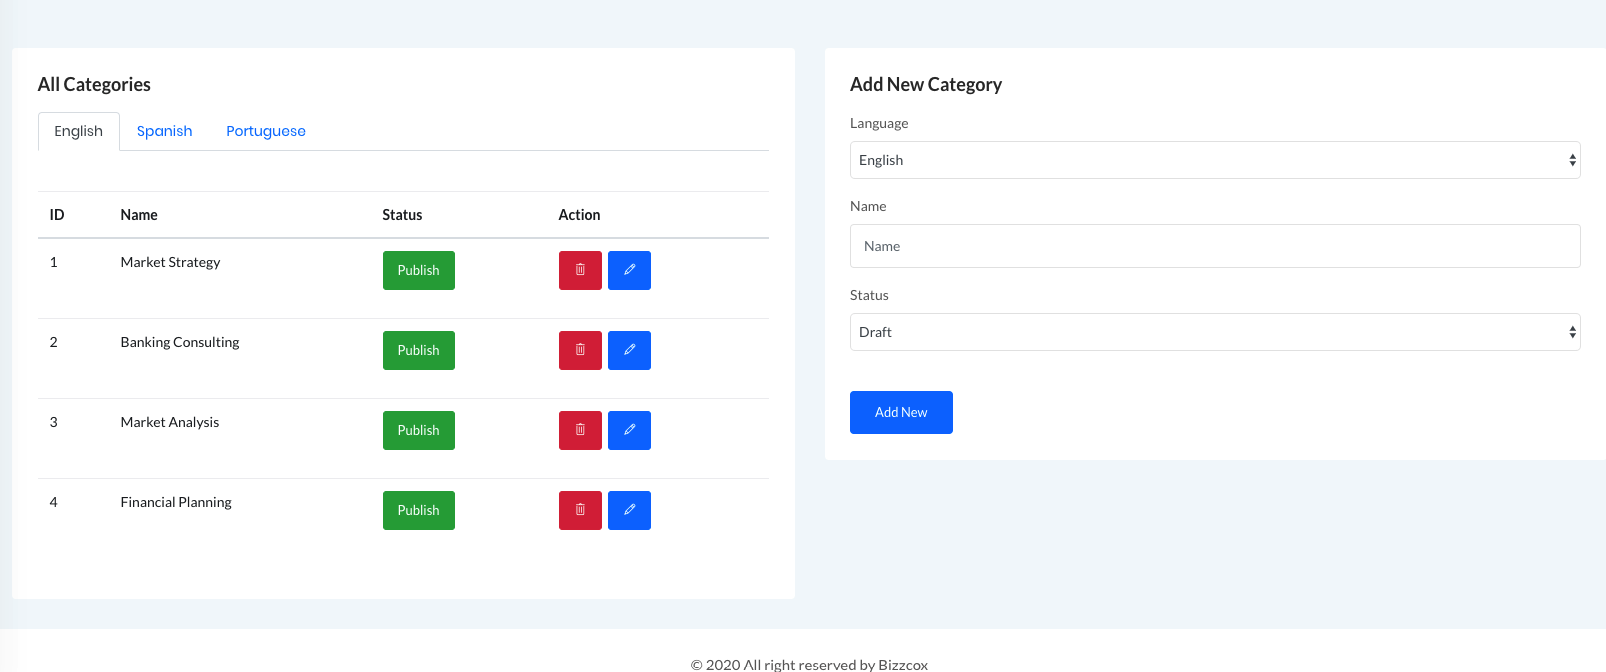 All Categories
English Spanish Portuguese
ID Name Status Action
1 Market Strategy Publish
2 Banking Consulting Publish
3 Market Analysis Publish
4 Financial Planning Publish
Add New Category
Language
English
Name
Name
Status
Draft
Add New
© 2020 All right reserved by Bizzcox